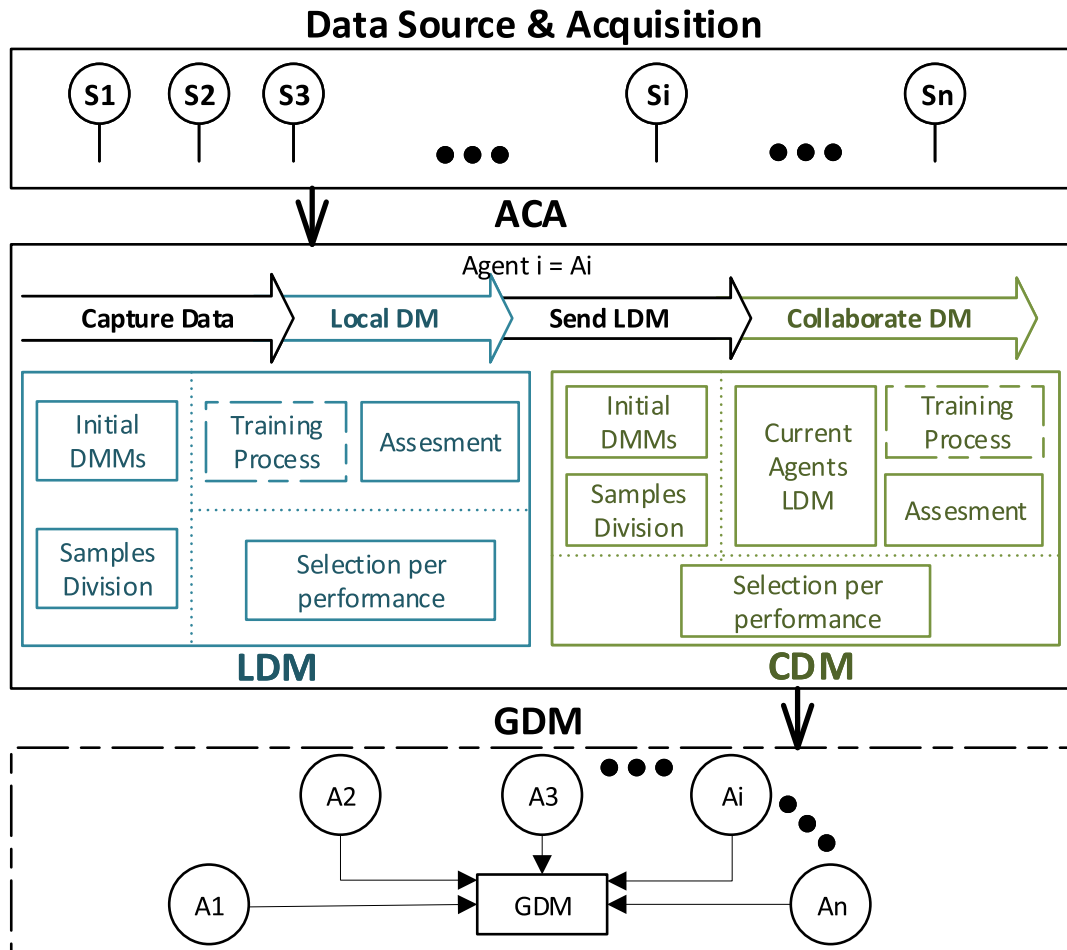 Data Source & Acquisition
S1
S2
S3
Si
Sn
ACA
Agent i = Ai
Capture Data
Local DM
Send LDM
Collaborate DM
Initial
DMMs
Training
Process
Assesment
Samples
Division
Selection per
performance
LDM
Initial
DMMs
Samples
Division
Current
Agents
LDM
Training
Process
Assesment
Selection per
performance
CDM
GDM
A2
A3
Ai
A1
GDM
An